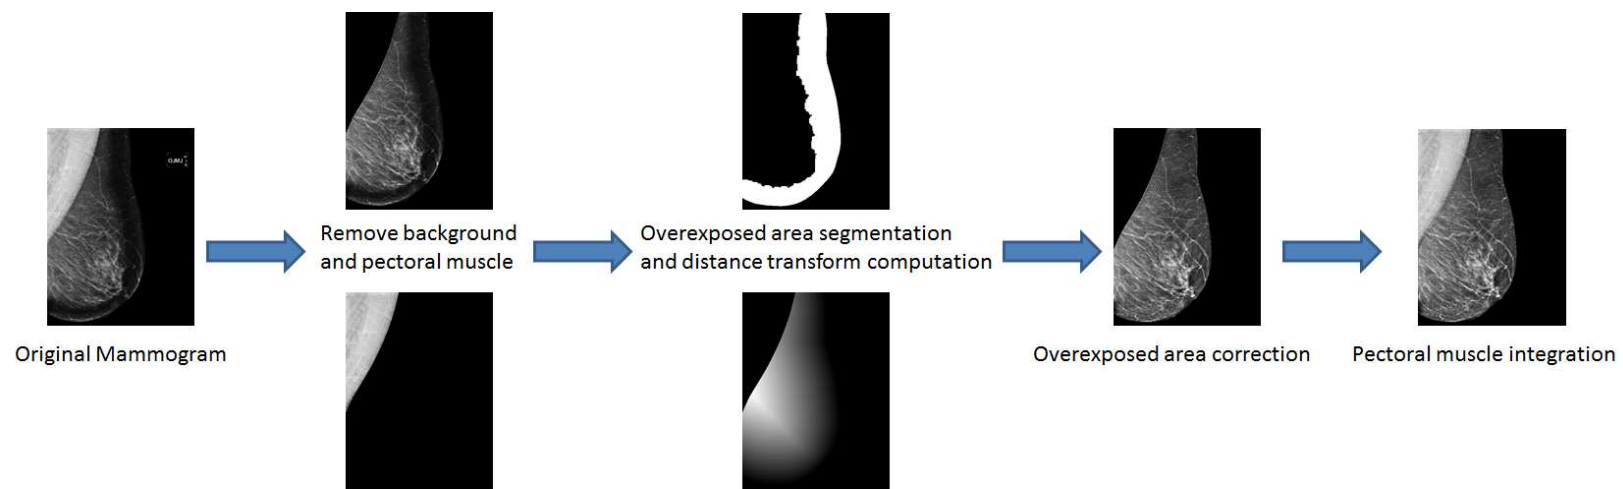 Original Mammogram
Remove background
and pectoral muscle
Overexposed area segmentation
and distance transform computation
Overexposed area correction
Pectoral muscle integration